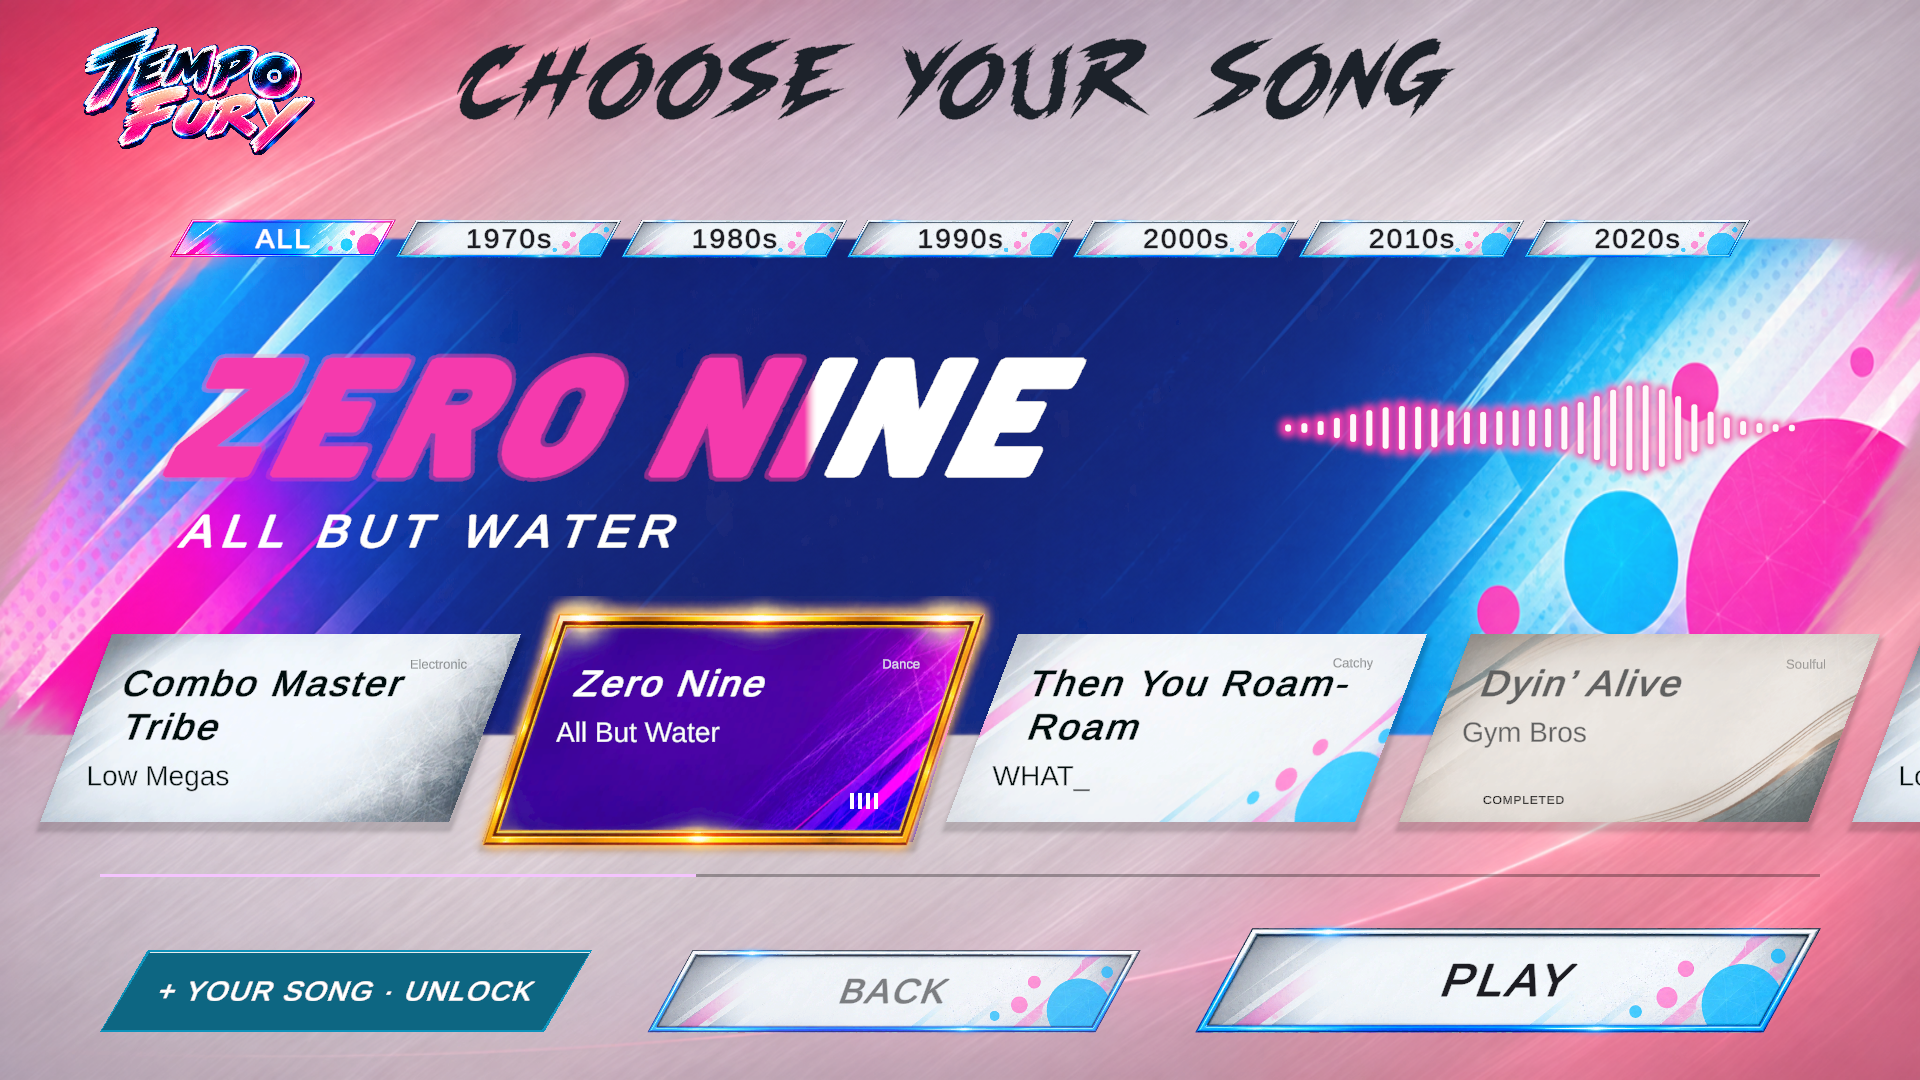 TEMPO
FURY
CHOOSE YOUR SONG
ALL
1970s
1980s
1990s
2000s
2010s
2020s
ZERO NINE
ALL BUT WATER
Electronic
Combo Master
Tribe
Low Megas
Dance
Zero Nine
All But Water
Catchy
Then You Roam-
Roam
WHAT_
Soulful
Dyin’ Alive
Gym Bros
COMPLETED
+ YOUR SONG · UNLOCK
BACK
PLAY